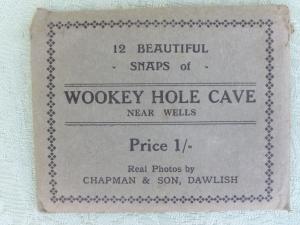 12 BEAUTIFUL
- SNAPS of -
WOOKEY HOLE CAVE
NEAR WELLS
Price 1/-
Real Photos by
CHAPMAN & SON, DAWLISH